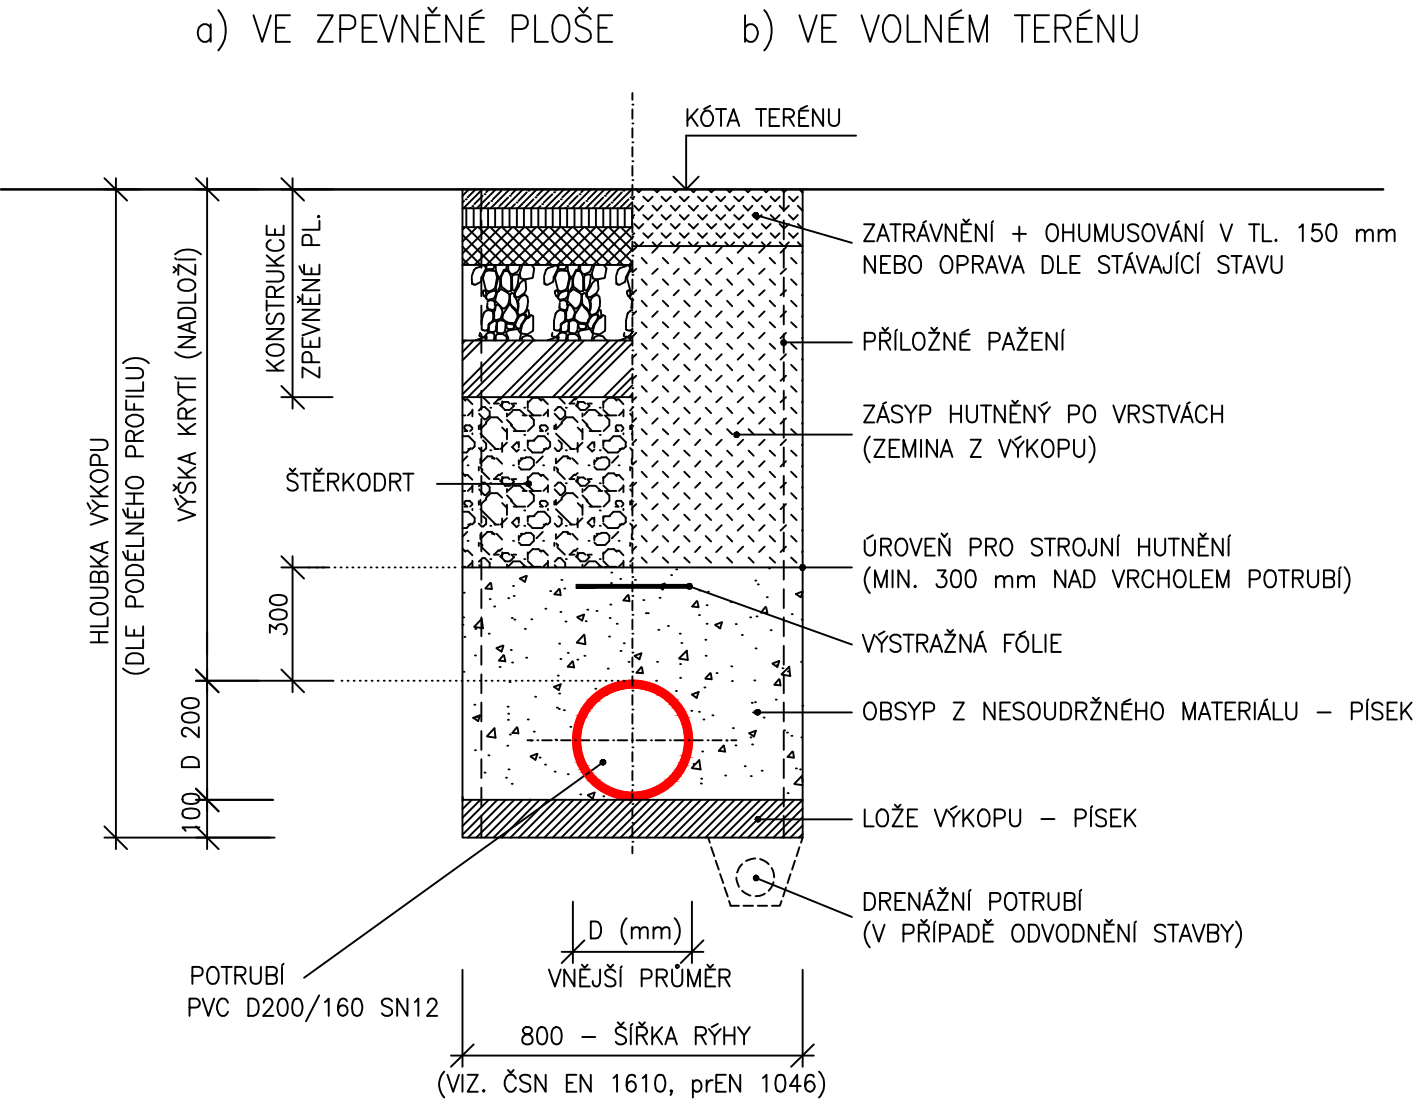 a) VE ZPEVNĚNÉ PLOŠE
b) VE VOLNÉM TERÉNU
KÓTA TERÉNU
ZATRÁVNĚNÍ + OHUMUSOVÁNÍ V TL. 150 mm
NEBO OPRAVA DLE STÁVAJÍCÍ STAVU
PŘÍLOŽNÉ PAŽENÍ
ZÁSYP HUTNĚNÝ PO VRSTVÁCH
(ZEMINA Z VÝKOPU)
ÚROVEŇ PRO STROJNÍ HUTNĚNÍ
(MIN. 300 mm NAD VRCHOLEM POTRUBÍ)
VÝSTRAŽNÁ FÓLIE
OBSYP Z NESOUDRŽNÉHO MATERIÁLU – PÍSEK
LOŽE VÝKOPU – PÍSEK
DRENÁŽNÍ POTRUBÍ
(V PŘÍPADĚ ODVODNĚNÍ STAVBY)
HLOUBKA VÝKOPU
(DLE PODÉLNÉHO PROFILU)
VÝŠKA KRYTÍ (NADLOŽÍ)
KONSTRUKCE
ZPEVNĚNÉ PL.
ŠTĚRKODRT
300
D 200
100
POTRUBÍ
PVC D200/160 SN12
D (mm)
VNĚJŠÍ PRŮMĚR
800 – ŠÍŘKA RÝHY
(VIZ. ČSN EN 1610, prEN 1046)